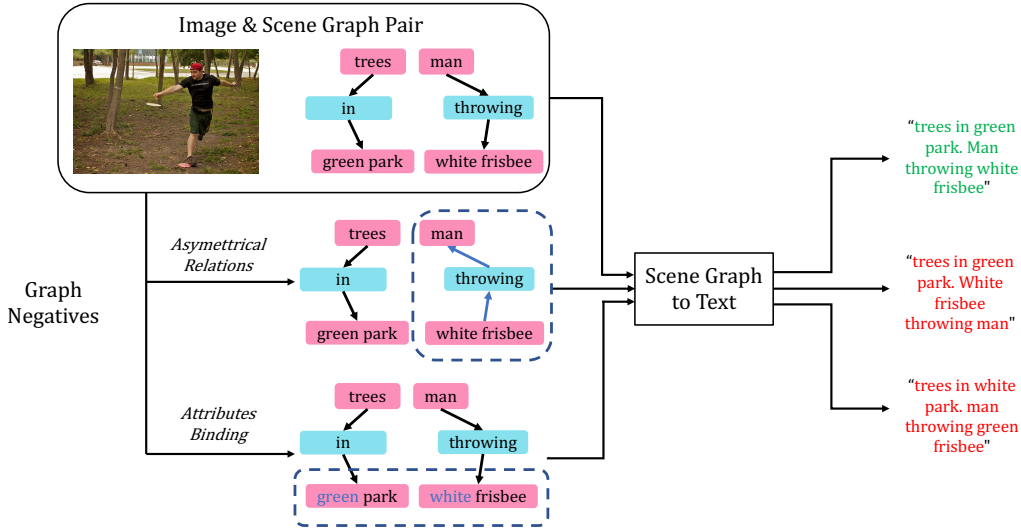 Image & Scene Graph Pair
trees
man
in
throwing
green park
white frisbee
"trees in green
park. Man
throwing white
frisbee"
Asymettrical
Relations
trees
man
in
throwing
green park
white frisbee
Graph
Negatives
Scene Graph
to Text
"trees in green
park. White
frisbee
throwing man"
Attributes
Binding
trees
man
in
throwing
green park
white frisbee
"trees in white
park. man
throwing green
frisbee"